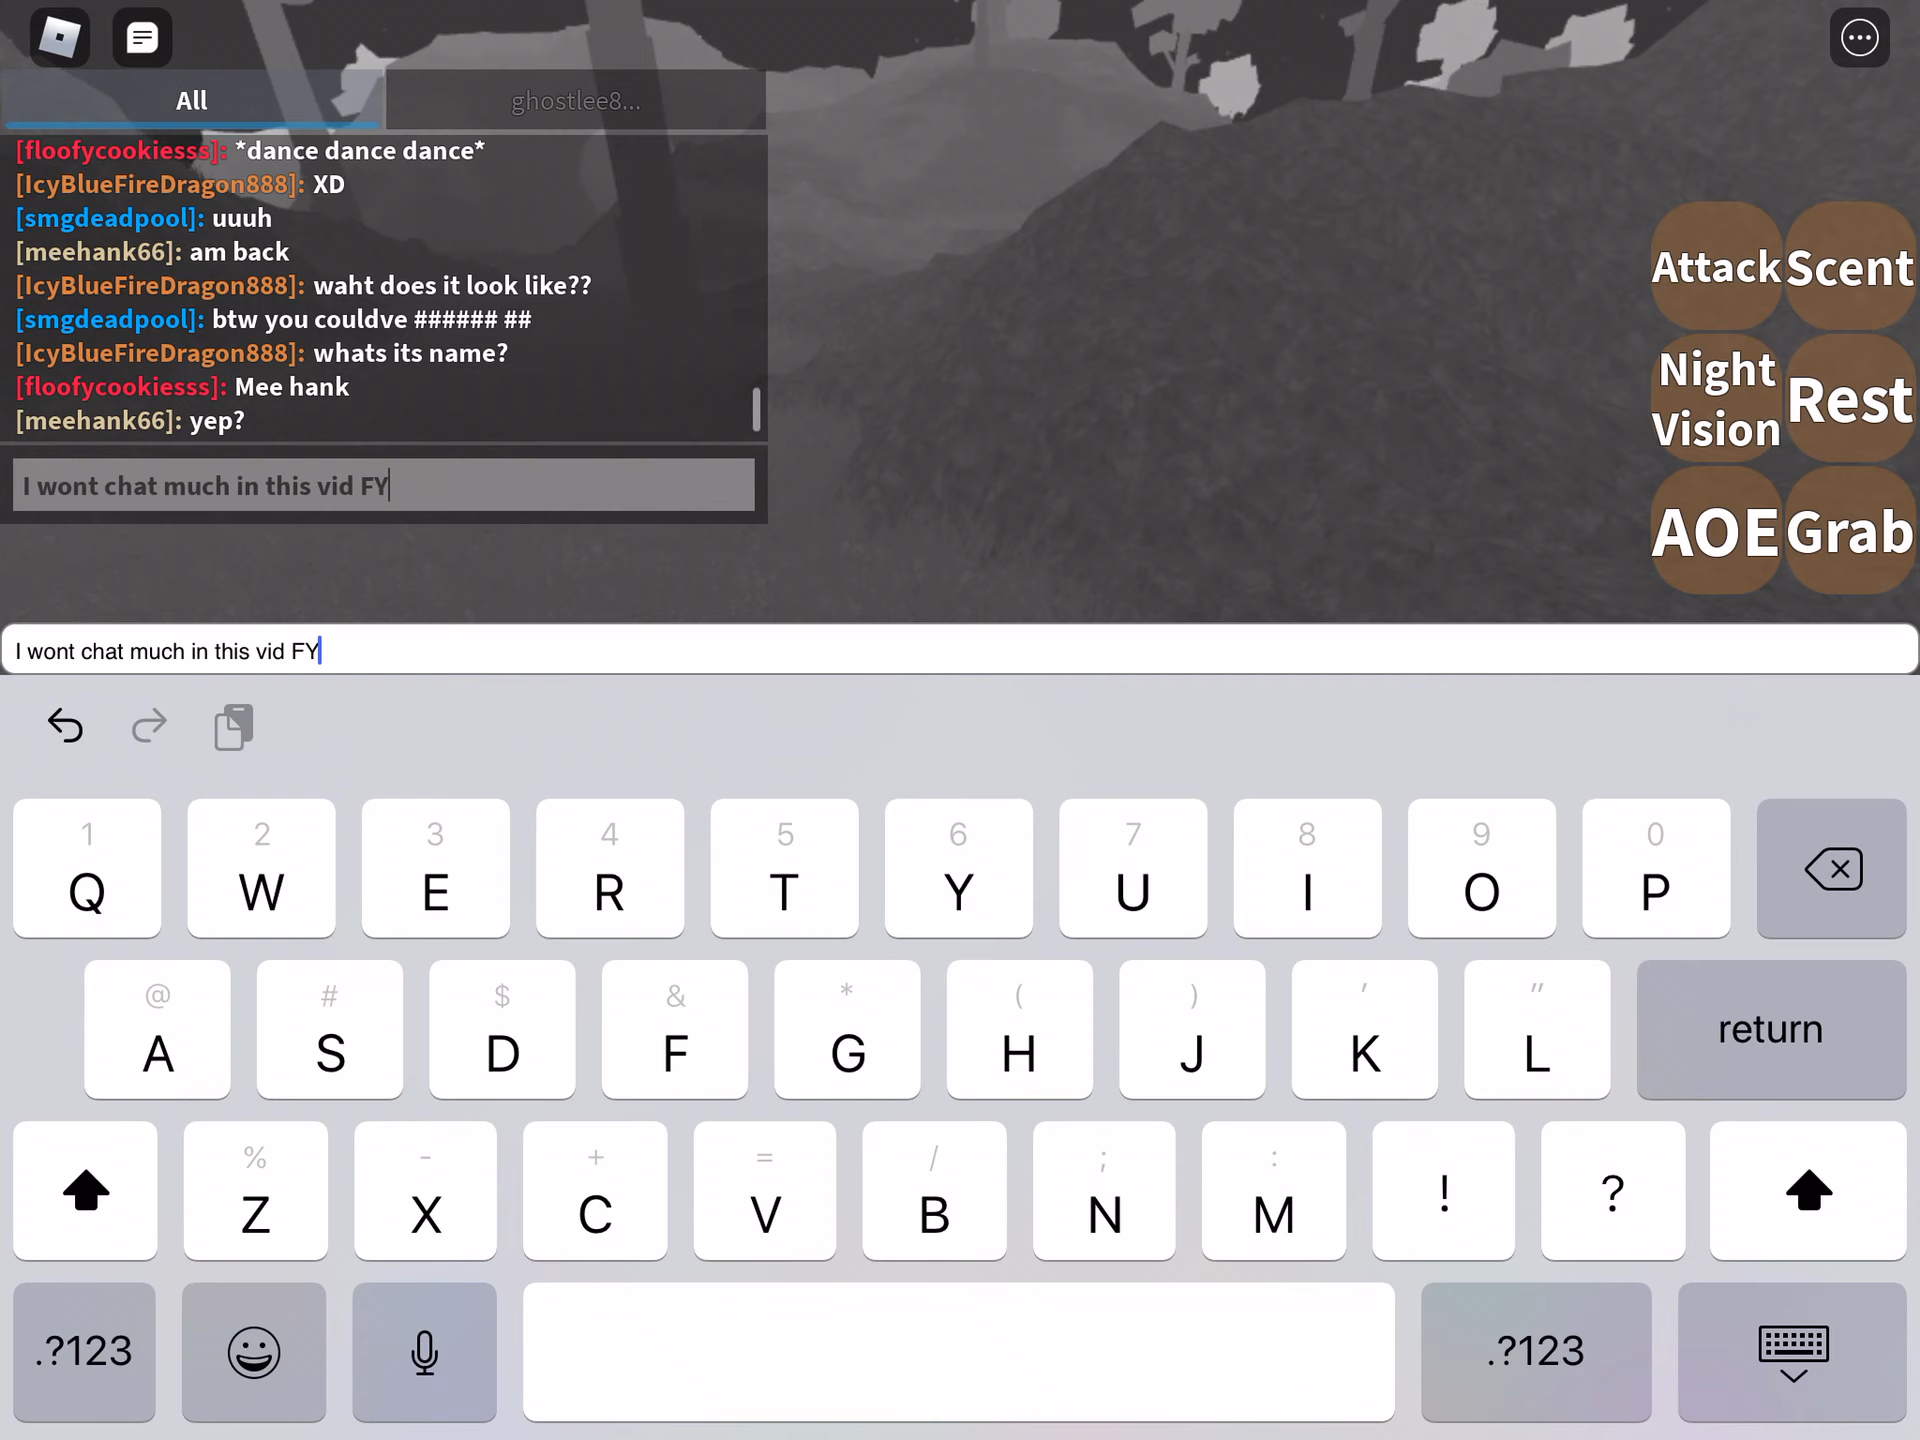 All
ghostlee8...
[floofycookiesss]: *dance dance dance*
[IcyBlueFireDragon888]: XD
[smgdeadpool]: uuuh
[meehank66]: am back
[IcyBlueFireDragon888]: waht does it look like??
[smgdeadpool]: btw you couldve ###### ##
[IcyBlueFireDragon888]: whats its name?
[floofycookiesss]: Mee hank
[meehank66]: yep?
I wont chat much in this vid FY
Attack Scent
Night Vision
Rest
AOE Grab
I wont chat much in this vid FY
1 2 3 4 5 6 7 8 9 0
Q W E R T Y U I O P
@ # $ & * ( ) ' "
A S D F G H J K L return
% - + = / ; :
Z X C V B N M ! ?
.?123 .?123